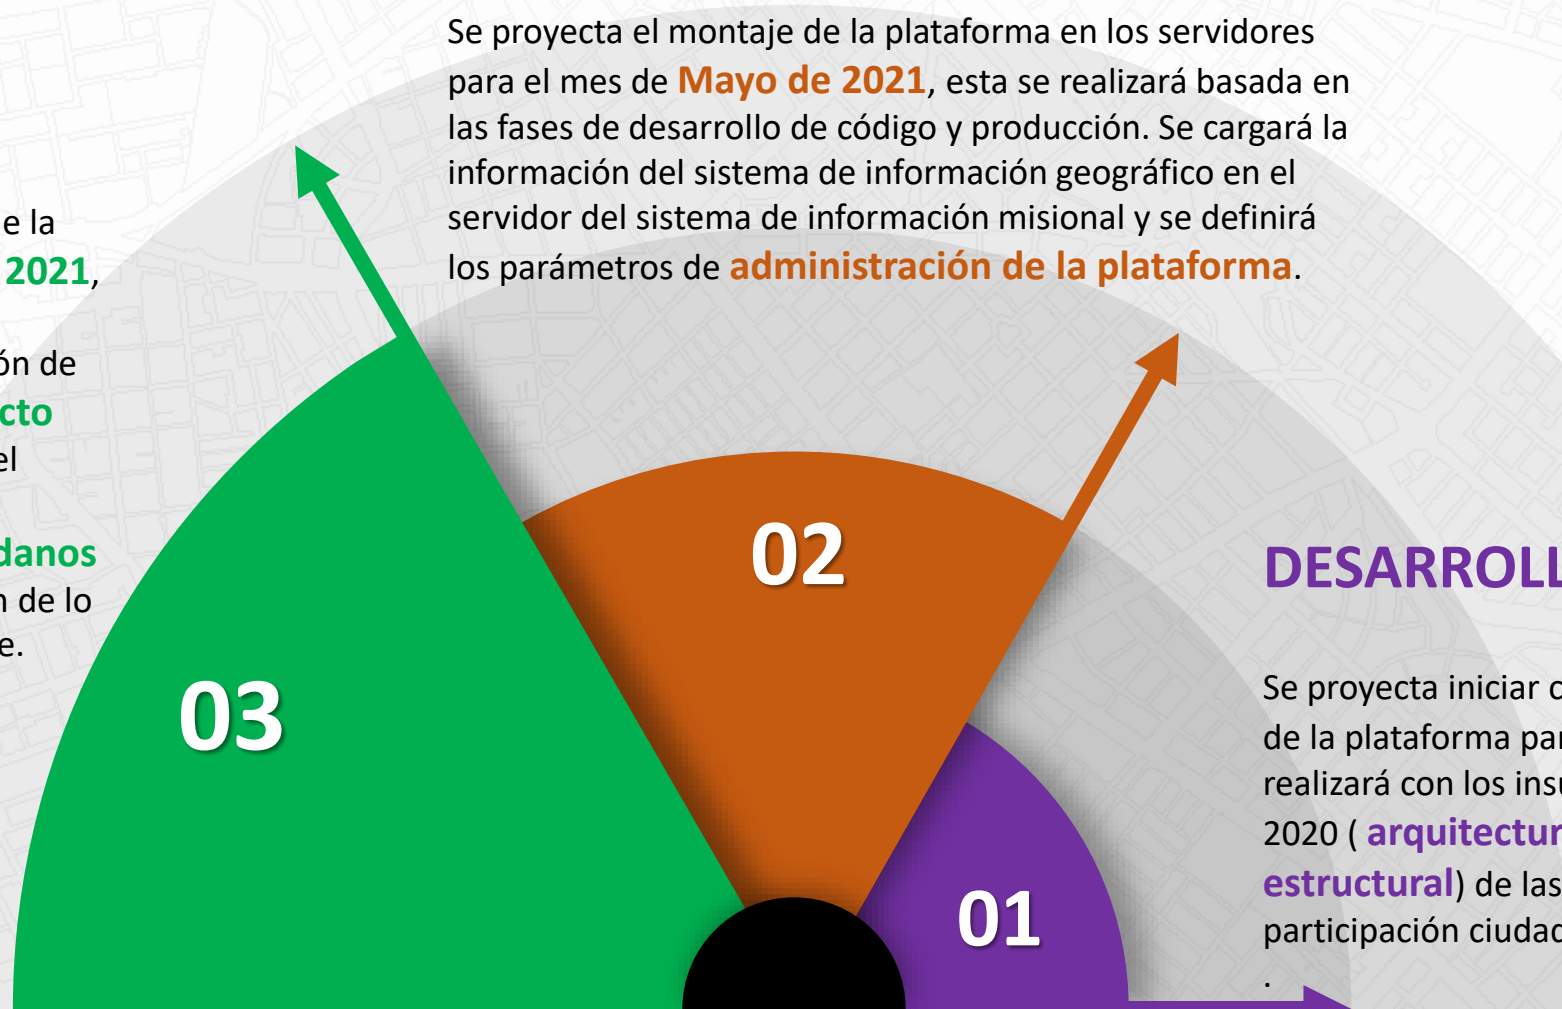 Se proyecta el montaje de la plataforma en los servidores
para el mes de Mayo de 2021, esta se realizará basada en
las fases de desarrollo de código y producción. Se cargará la
información del sistema de información geográfico en el
servidor del sistema de información misional y se definirá
los parámetros de administración de la plataforma.
e la
2021,
ón de
cto
el
danos
n de lo
e.
03
02
01
DESARROLL
Se proyecta iniciar c
de la plataforma par
realizará con los insu
2020 ( arquitectur
estructural) de las
participación ciudad
.